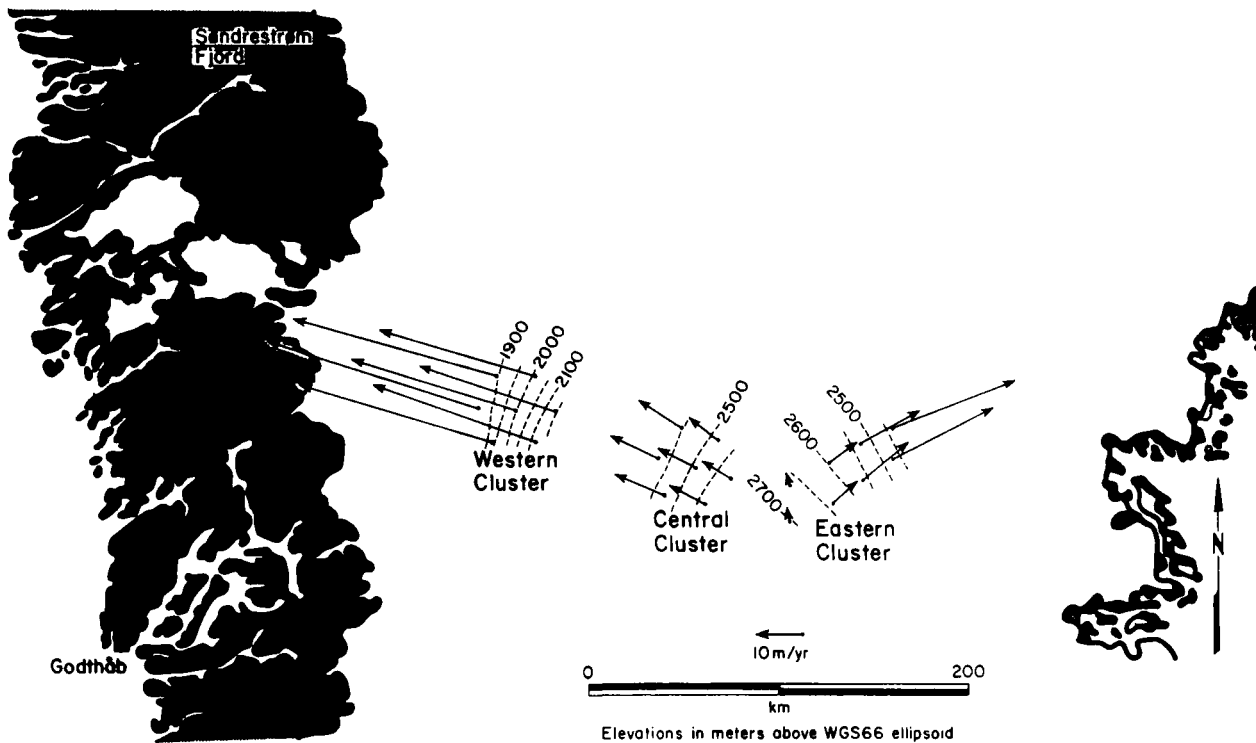 Søndrestrøm
Fjord
1900
2000
2100
2500
2500
2600
2700
Western
Cluster
Central
Cluster
Eastern
Cluster
N
Godthåb
10 m/yr
0
200
km
Elevations in meters above WGS66 ellipsoid